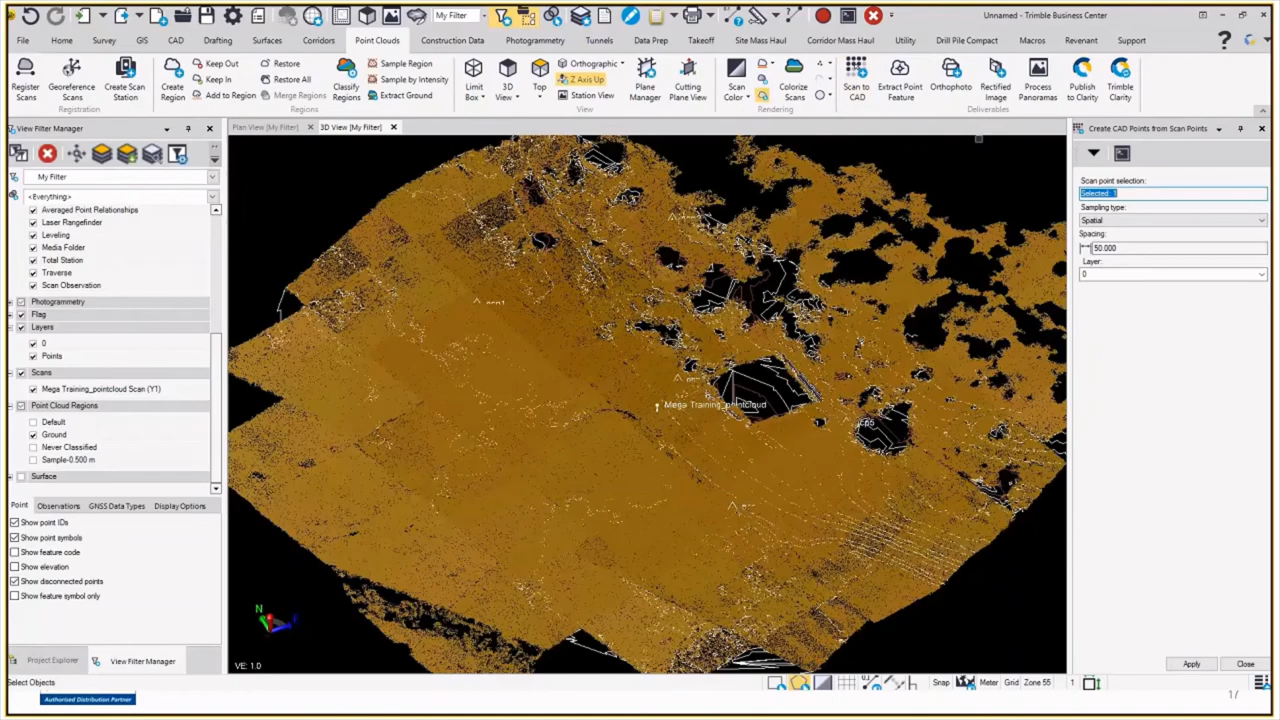 My Filter
Unnamed - Trimble Business Center
File Home Survey GIS CAD Drafting Surfaces Corridors Point Clouds Construction Data Photogrammetry Tunnels Data Prep Takeoff Site Mass Haul Corridor Mass Haul Utility Drill Pile Compact Macros Revenant Support
Register Scans
Georeference Scans
Create Scan Station
Registration
Create Region
Keep Out
Keep In
Add to Region
Restore
Restore All
Merge Regions
Classify Regions
Sample Region
Sample by Intensity
Extract Ground
Regions
Limit Box
3D View
Top
Orthographic
Z Axis Up
Station View
Plane Manager
Cutting Plane View
View
Scan Color
Colorize Scans
Rendering
Scan to CAD
Extract Point Feature
Orthophoto
Rectified Image
Process Panoramas
Publish to Clarity
Trimble Clarity
Deliverables
View Filter Manager
My Filter
<Everything>
Averaged Point Relationships
Laser Rangefinder
Leveling
Media Folder
Total Station
Traverse
Scan Observation
Photogrammetry
Flag
Layers
0
Points
Scans
Mega Training_pointcloud Scan (Y1)
Point Cloud Regions
Default
Ground
Never Classified
Sample-0.500 m
Surface
Point Observations GNSS Data Types Display Options
Show point IDs
Show point symbols
Show feature code
Show elevation
Show disconnected points
Show feature symbol only
Project Explorer View Filter Manager
Plan View [My Filter] 3D View [My Filter]
Mega Training_pointcloud
N
VE: 1.0
Create CAD Points from Scan Points
Scan point selection:
Selected: 1
Sampling type:
Spatial
Spacing:
50.000
Layer:
0
Apply Close
Select Objects
Snap Meter Grid Zone 55 1
Authorised Distribution Partner
17